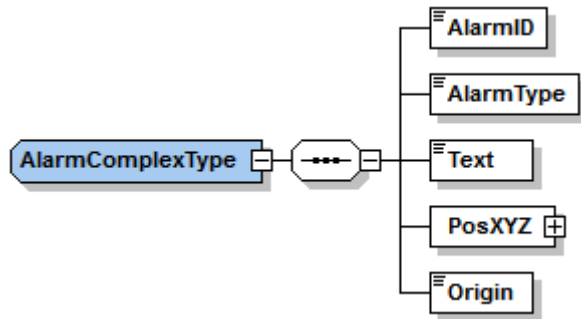 AlarmID
AlarmType
AlarmComplexType
Text
PosXYZ
Origin